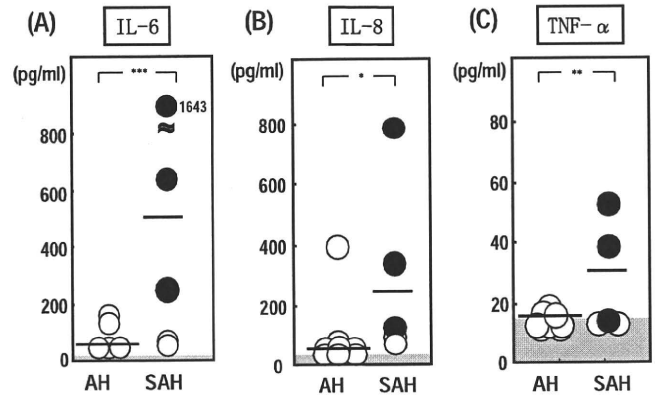 (A) IL-6
(pg/ml)
***
1643
800
600
400
200
0
AH SAH
(B) IL-8
(pg/ml)
*
800
600
400
200
0
AH SAH
(C) TNF-α
(pg/ml)
**
80
60
40
20
0
AH SAH